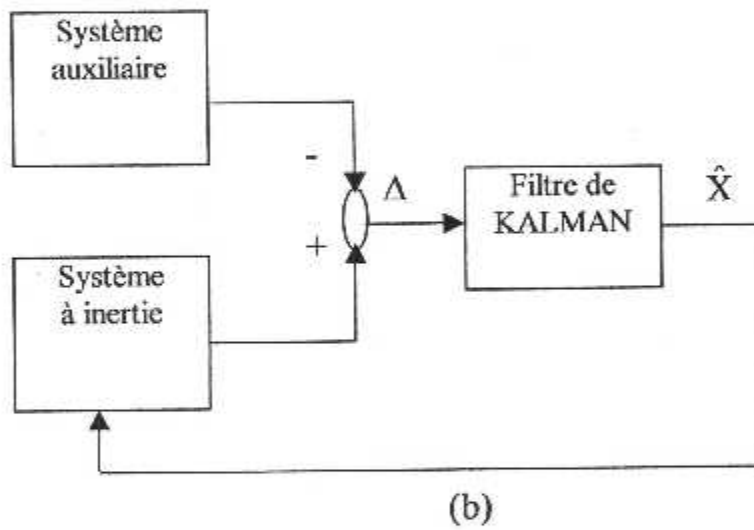 Système
auxiliaire
-
Δ
Filtre de
KALMAN
X̂
+
Système
à inertie
(b)